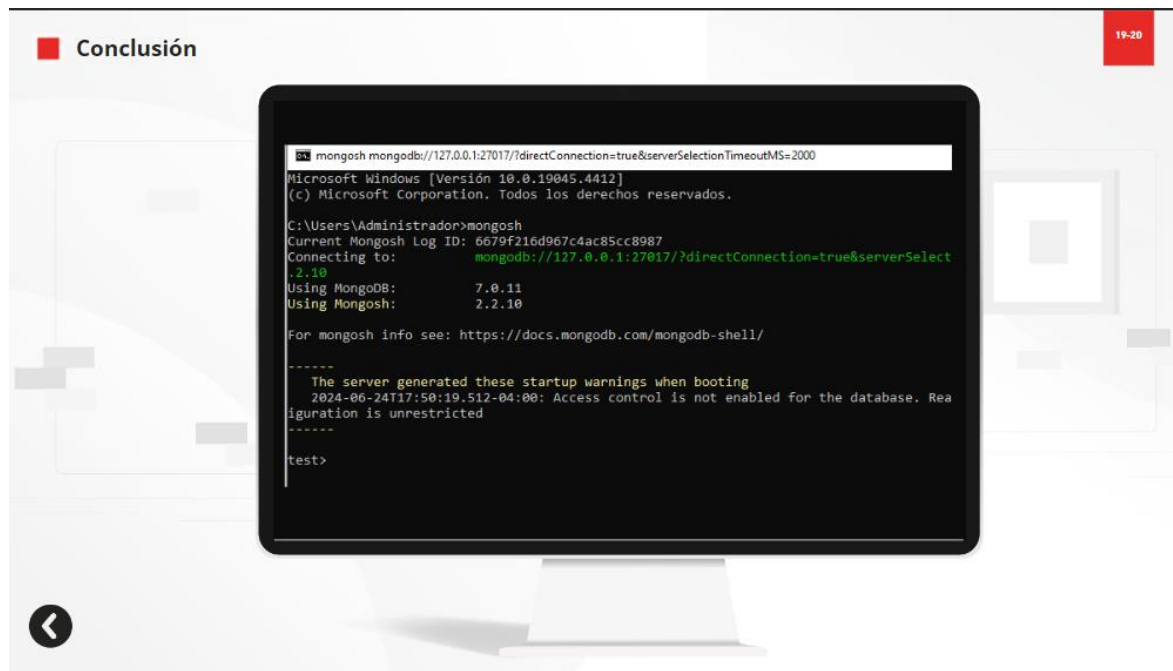 Conclusión
19-20
mongosh mongodb://127.0.0.1:27017/?directConnection=true&serverSelectionTimeoutMS=2000
Microsoft Windows [Versión 10.0.19045.4412]
(c) Microsoft Corporation. Todos los derechos reservados.
C:\Users\Administrador>mongosh
Current Mongosh Log ID: 6679f216d967c4ac85cc8987
Connecting to: mongodb://127.0.0.1:27017/?directConnection=true&serverSelect
.2.10
Using MongoDB: 7.0.11
Using Mongosh: 2.2.10
For mongosh info see: https://docs.mongodb.com/mongodb-shell/
------
The server generated these startup warnings when booting
2024-06-24T17:50:19.512-04:00: Access control is not enabled for the database. Rea
iguration is unrestricted
------
test>